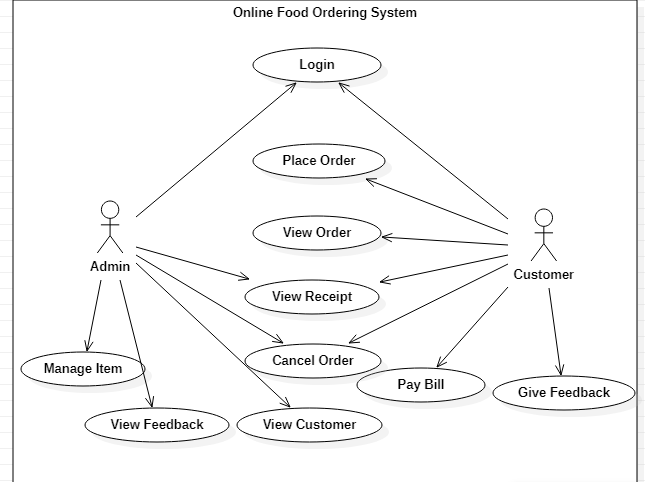 Online Food Ordering System
Login
Place Order
View Order
Admin
Customer
View Receipt
Cancel Order
Manage Item
Pay Bill
Give Feedback
View Feedback
View Customer